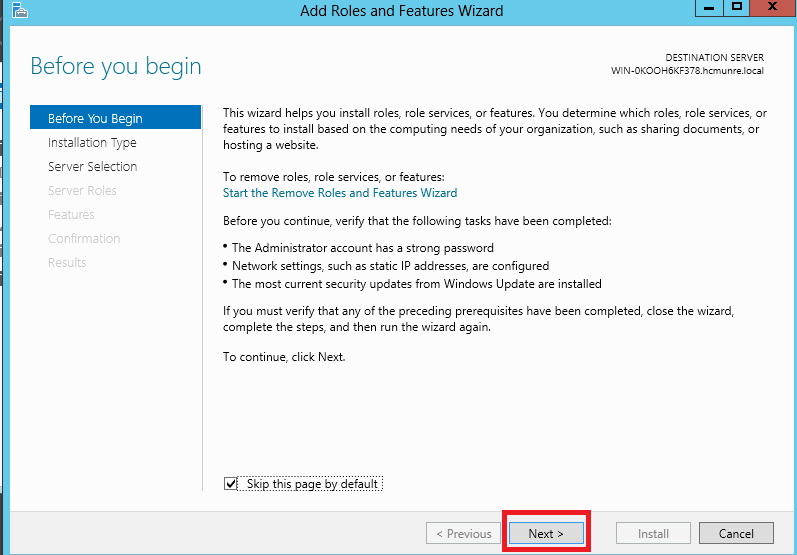 Add Roles and Features Wizard
Before you begin
DESTINATION SERVER
WIN-0KOOH6KF378.hcmunre.local
Before You Begin
Installation Type
Server Selection
Server Roles
Features
Confirmation
Results
This wizard helps you install roles, role services, or features. You determine which roles, role services, or
features to install based on the computing needs of your organization, such as sharing documents, or
hosting a website.
To remove roles, role services, or features:
Start the Remove Roles and Features Wizard
Before you continue, verify that the following tasks have been completed:
• The Administrator account has a strong password
• Network settings, such as static IP addresses, are configured
• The most current security updates from Windows Update are installed
If you must verify that any of the preceding prerequisites have been completed, close the wizard,
complete the steps, and then run the wizard again.
To continue, click Next.
Skip this page by default
< Previous
Next >
Install
Cancel